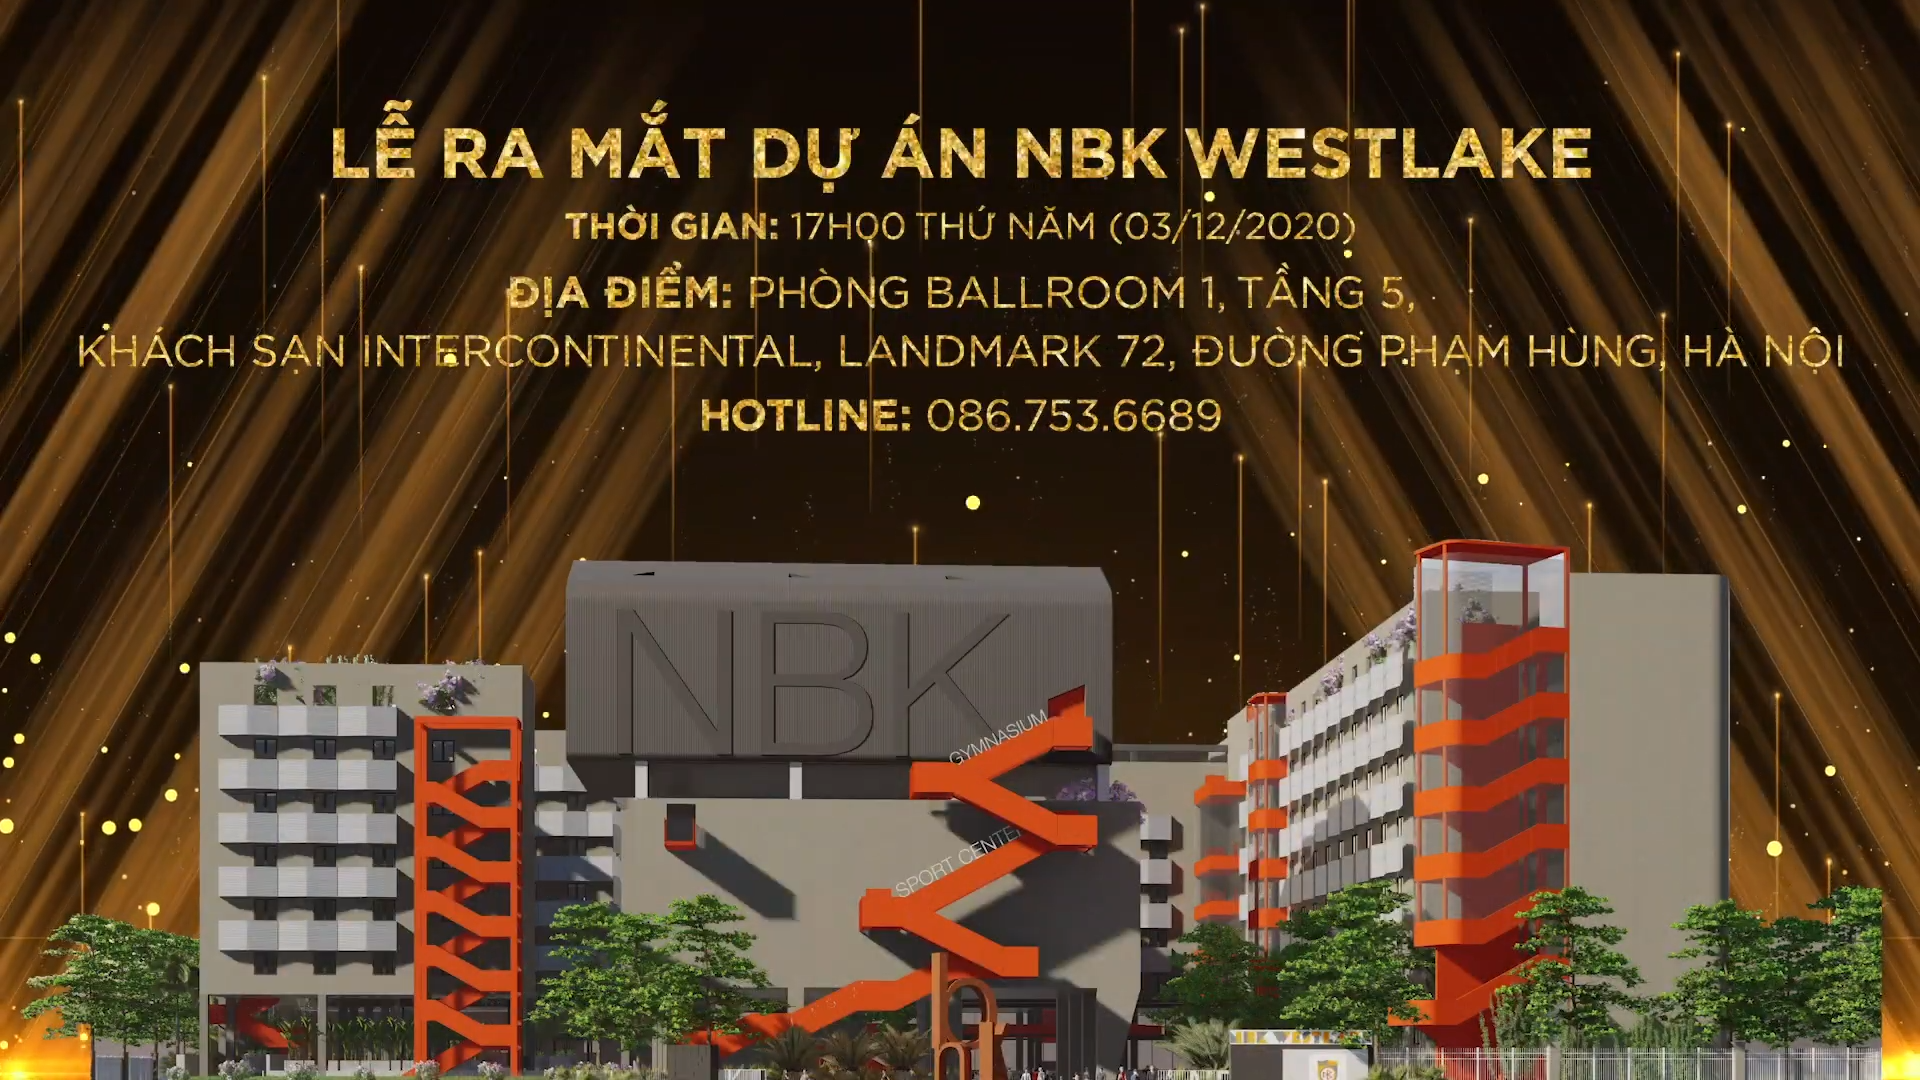 LỄ RA MẮT DỰ ÁN NBK WESTLAKE
THỜI GIAN: 17H00 THỨ NĂM (03/12/2020)
ĐỊA ĐIỂM: PHÒNG BALLROOM 1, TẦNG 5,
KHÁCH SẠN INTERCONTINENTAL, LANDMARK 72, ĐƯỜNG PHẠM HÙNG, HÀ NỘI
HOTLINE: 086.753.6689
NBK
GYMNASIUM
SPORT CENTER